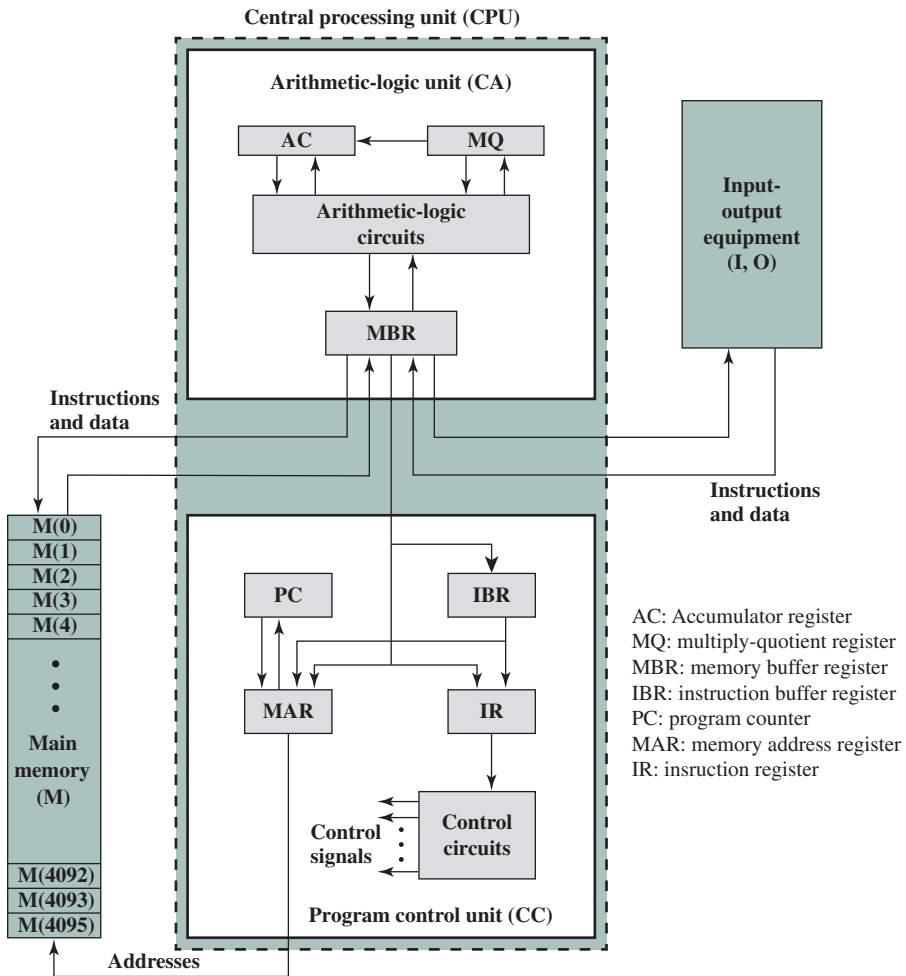 Central processing unit (CPU)
Arithmetic-logic unit (CA)
AC
MQ
Arithmetic-logic
circuits
MBR
Input-
output
equipment
(I, O)
Instructions
and data
Instructions
and data
M(0)
M(1)
M(2)
M(3)
M(4)
Main
memory
(M)
M(4092)
M(4093)
M(4095)
PC
IBR
MAR
IR
Control
signals
Control
circuits
Program control unit (CC)
Addresses
AC: Accumulator register
MQ: multiply-quotient register
MBR: memory buffer register
IBR: instruction buffer register
PC: program counter
MAR: memory address register
IR: insruction register